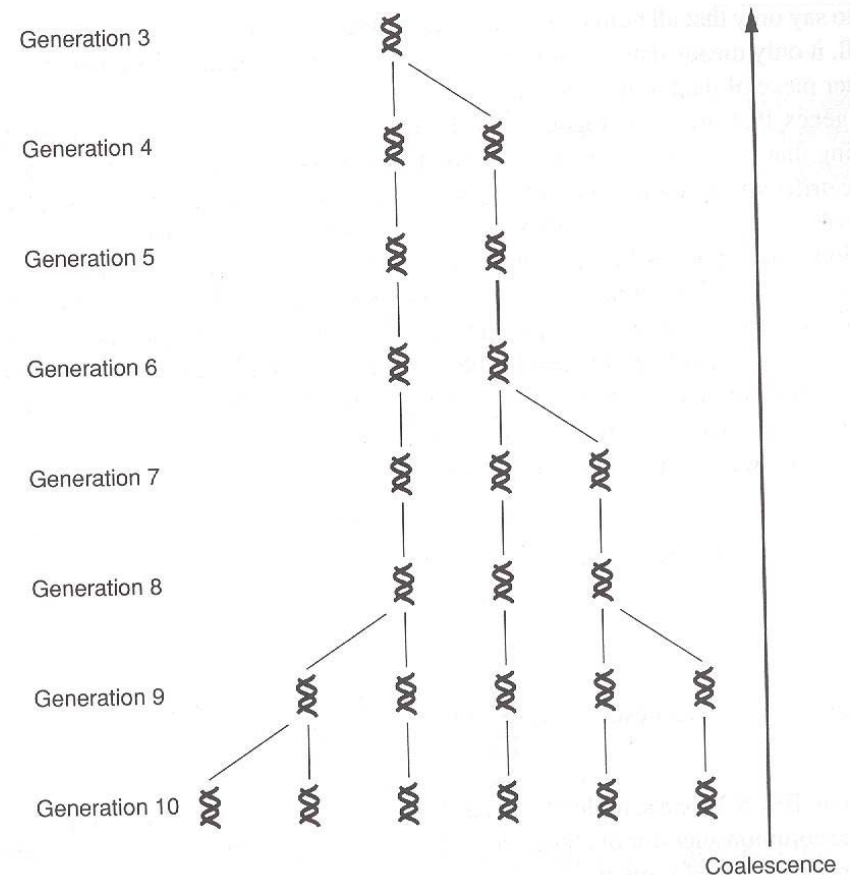 Generation 3
Generation 4
Generation 5
Generation 6
Generation 7
Generation 8
Generation 9
Generation 10
Coalescence